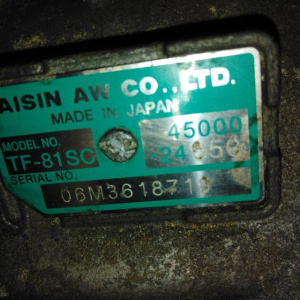 AISIN AW CO.,LTD.
MADE IN JAPAN
MODEL NO. 45000
TF-81SC
SERIAL NO.